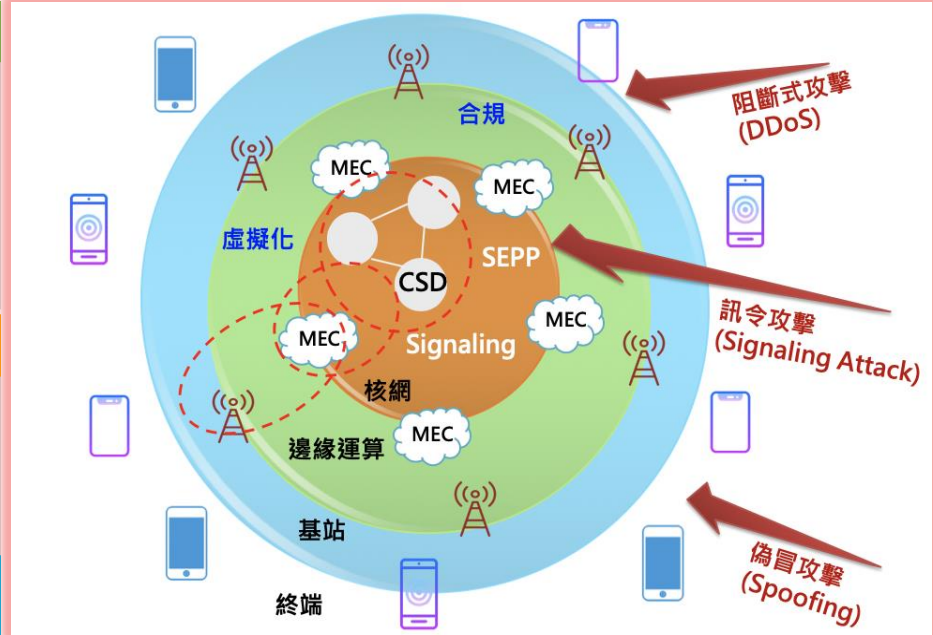 阻斷式攻擊
(DDoS)
合規
MEC
MEC
虛擬化
SEPP
CSD
訊令攻擊
(Signaling Attack)
MEC
MEC
Signaling
核網
MEC
邊緣運算
基站
偽冒攻擊
(Spoofing)
終端